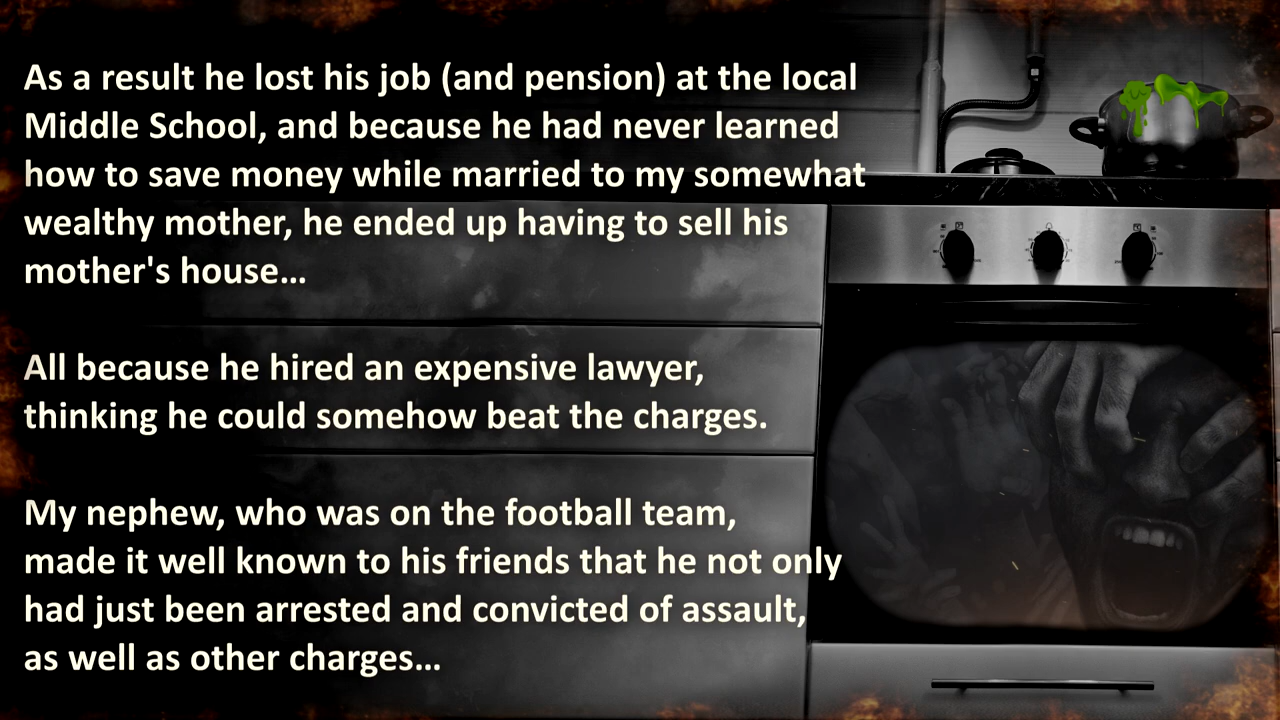 As a result he lost his job (and pension) at the local
Middle School, and because he had never learned
how to save money while married to my somewhat
wealthy mother, he ended up having to sell his
mother's house…
All because he hired an expensive lawyer,
thinking he could somehow beat the charges.
My nephew, who was on the football team,
made it well known to his friends that he not only
had just been arrested and convicted of assault,
as well as other charges…